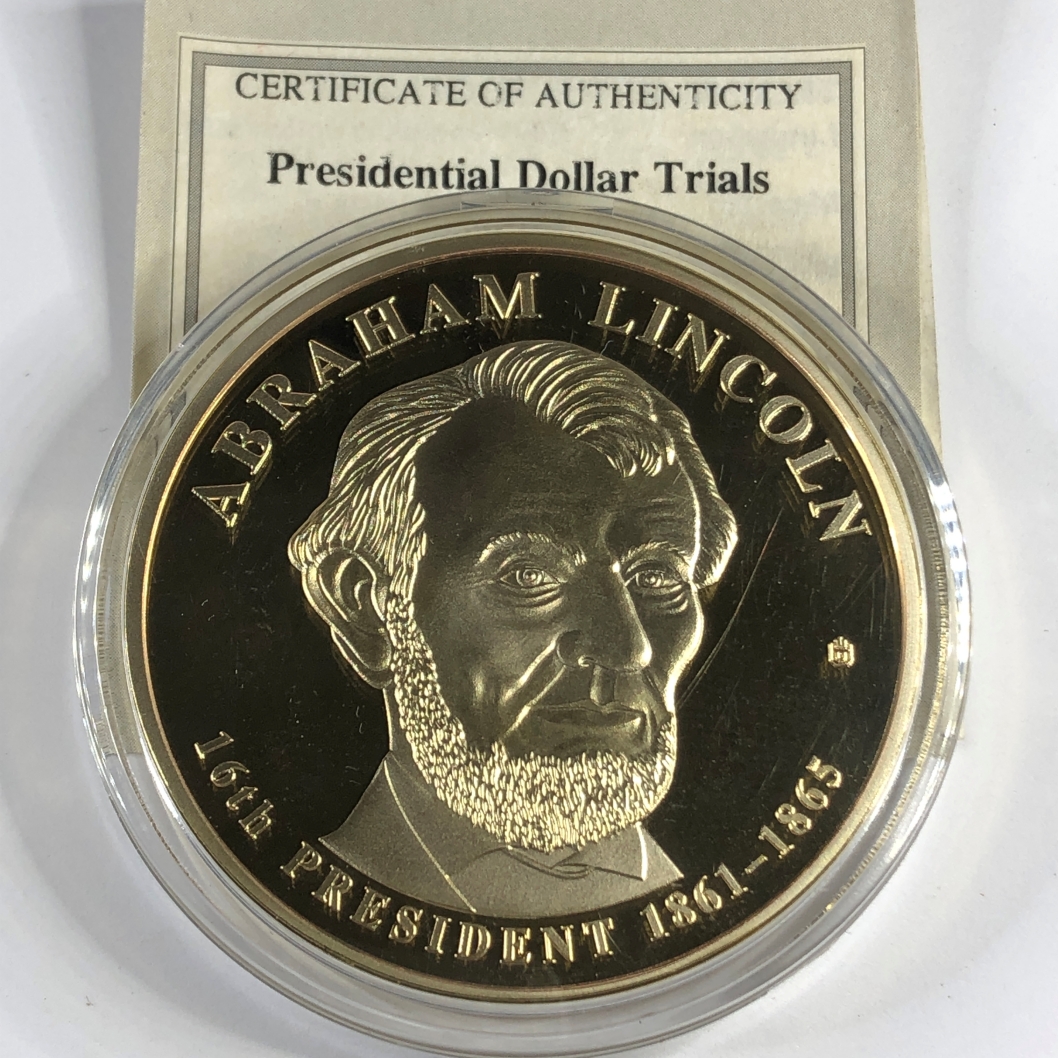 CERTIFICATE OF AUTHENTICITY
Presidential Dollar Trials
ABRAHAM LINCOLN
16th PRESIDENT 1861–1865